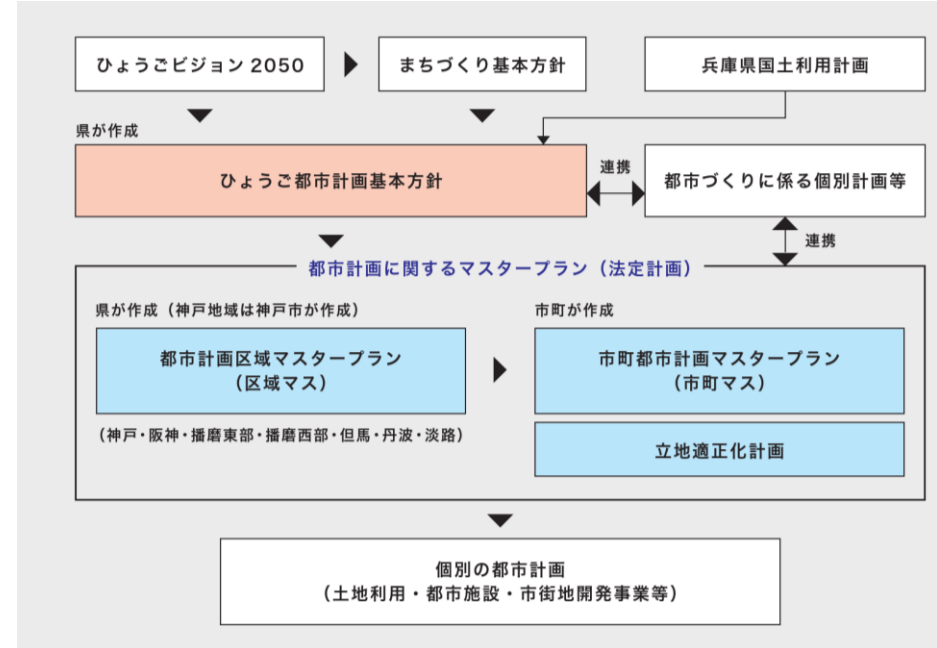 ひょうごビジョン 2050
まちづくり基本方針
兵庫県国土利用計画
県が作成
ひょうご都市計画基本方針
連携
都市づくりに係る個別計画等
連携
都市計画に関するマスタープラン（法定計画）
県が作成（神戸地域は神戸市が作成）
都市計画区域マスタープラン
（区域マス）
（神戸・阪神・播磨東部・播磨西部・但馬・丹波・淡路）
市町が作成
市町都市計画マスタープラン
（市町マス）
立地適正化計画
個別の都市計画
（土地利用・都市施設・市街地開発事業等）